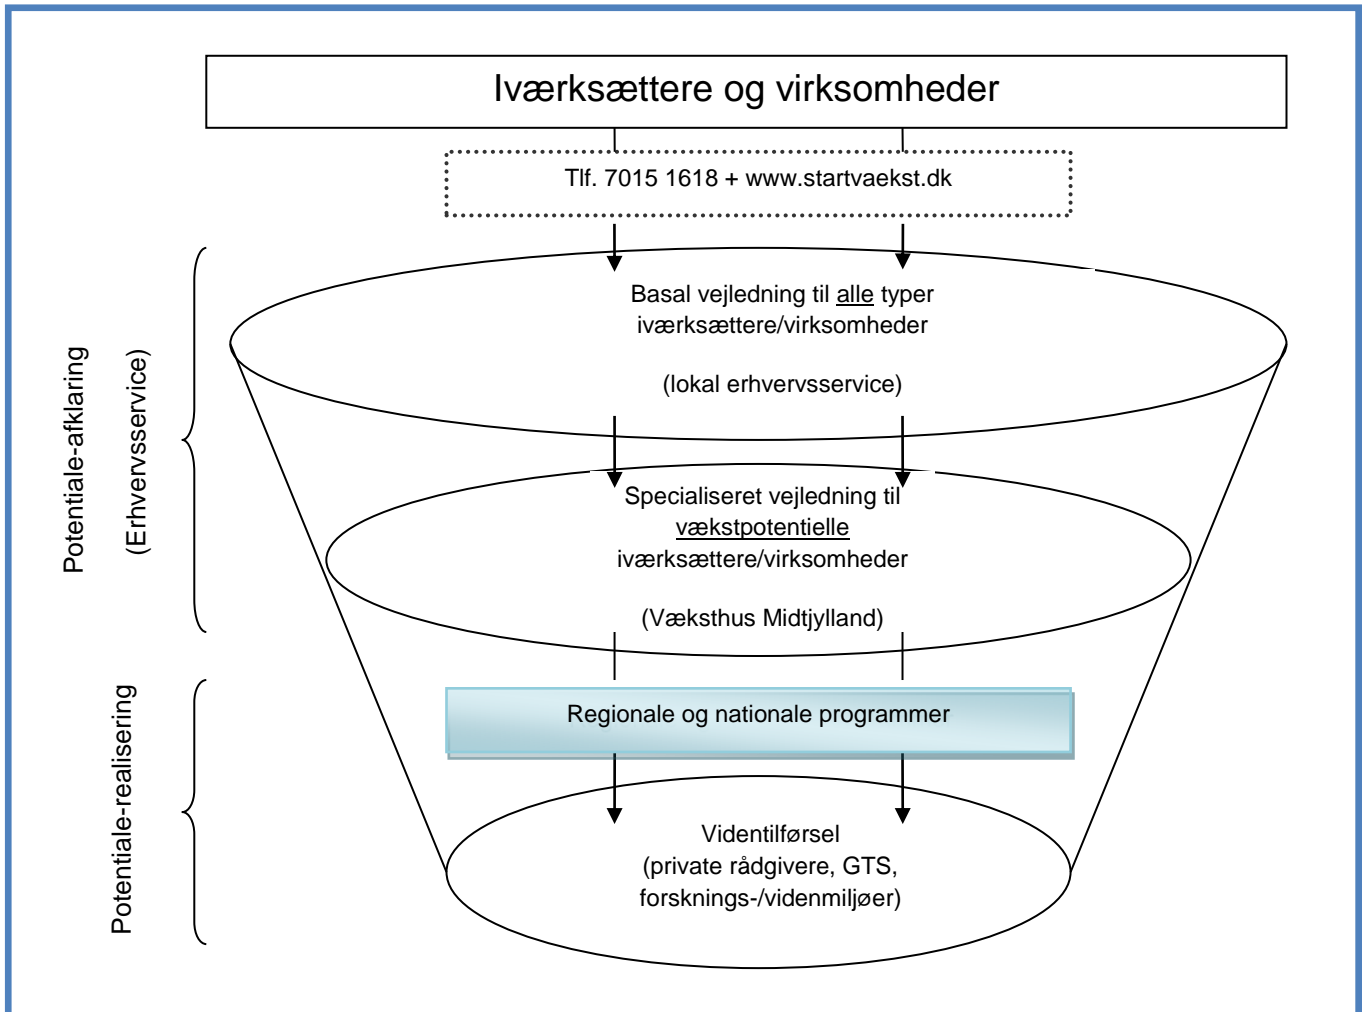 Iværksættere og virksomheder
Tlf. 7015 1618 + www.startvaekst.dk
Potentiale-afklaring
(Erhvervsservice)
Basal vejledning til alle typer
iværksættere/virksomheder
(lokal erhvervsservice)
Specialiseret vejledning til
vækstpotentielle
iværksættere/virksomheder
(Væksthus Midtjylland)
Potentiale-realisering
Regionale og nationale programmer
Videntilførsel
(private rådgivere, GTS,
forsknings-/videnmiljøer)